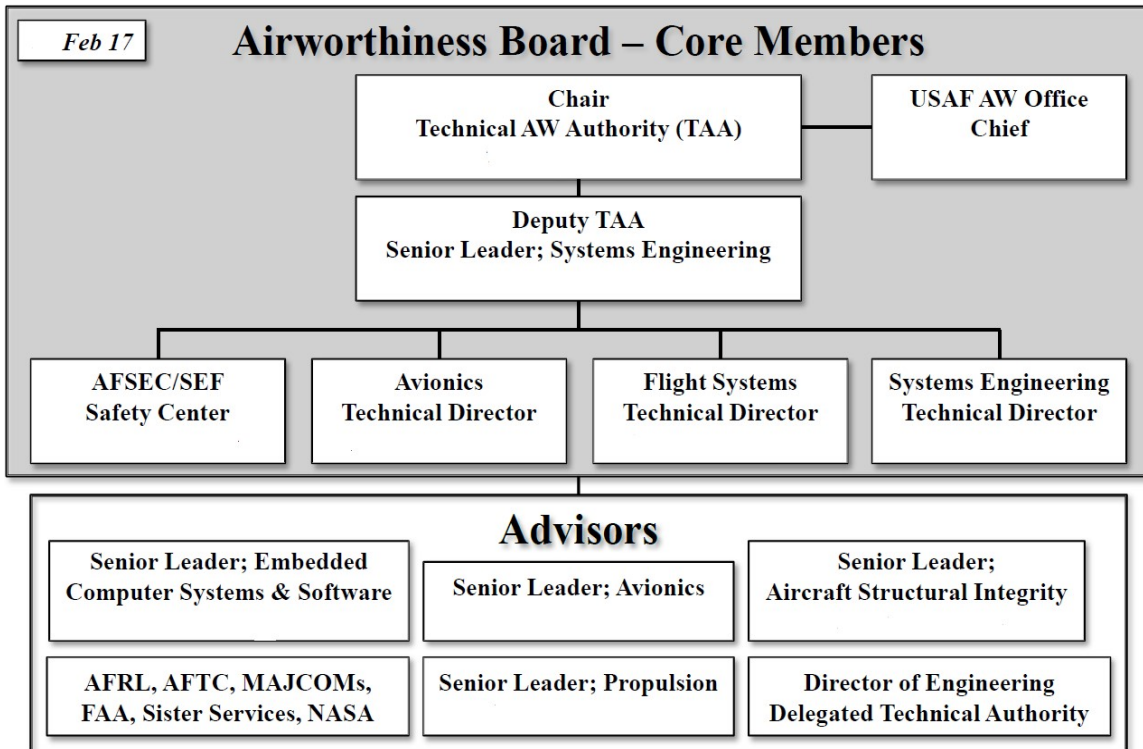 Feb 17
Airworthiness Board – Core Members
Chair
Technical AW Authority (TAA)
USAF AW Office
Chief
Deputy TAA
Senior Leader; Systems Engineering
AFSEC/SEF
Safety Center
Avionics
Technical Director
Flight Systems
Technical Director
Systems Engineering
Technical Director
Advisors
Senior Leader; Embedded
Computer Systems & Software
Senior Leader; Avionics
Senior Leader;
Aircraft Structural Integrity
AFRL, AFTC, MAJCOMs,
FAA, Sister Services, NASA
Senior Leader; Propulsion
Director of Engineering
Delegated Technical Authority